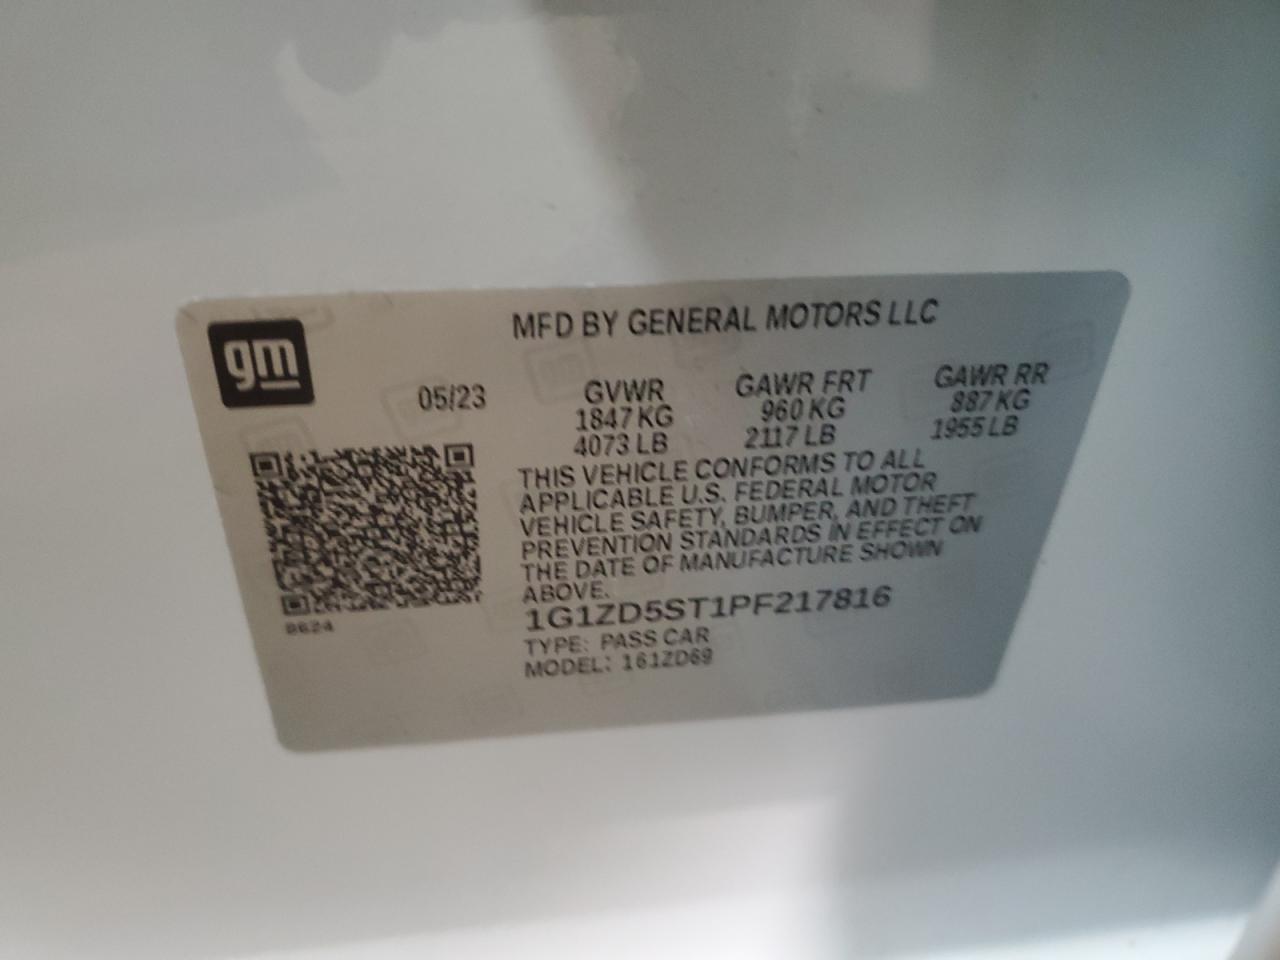 gm
MFD BY GENERAL MOTORS LLC
05/23 GVWR GAWR FRT GAWR RR
1847 KG 960 KG 887 KG
4073 LB 2117 LB 1955 LB
THIS VEHICLE CONFORMS TO ALL
APPLICABLE U.S. FEDERAL MOTOR
VEHICLE SAFETY, BUMPER, AND THEFT
PREVENTION STANDARDS IN EFFECT ON
THE DATE OF MANUFACTURE SHOWN
ABOVE.
1G1ZD5ST1PF217816
TYPE: PASS CAR
MODEL: 161ZD69